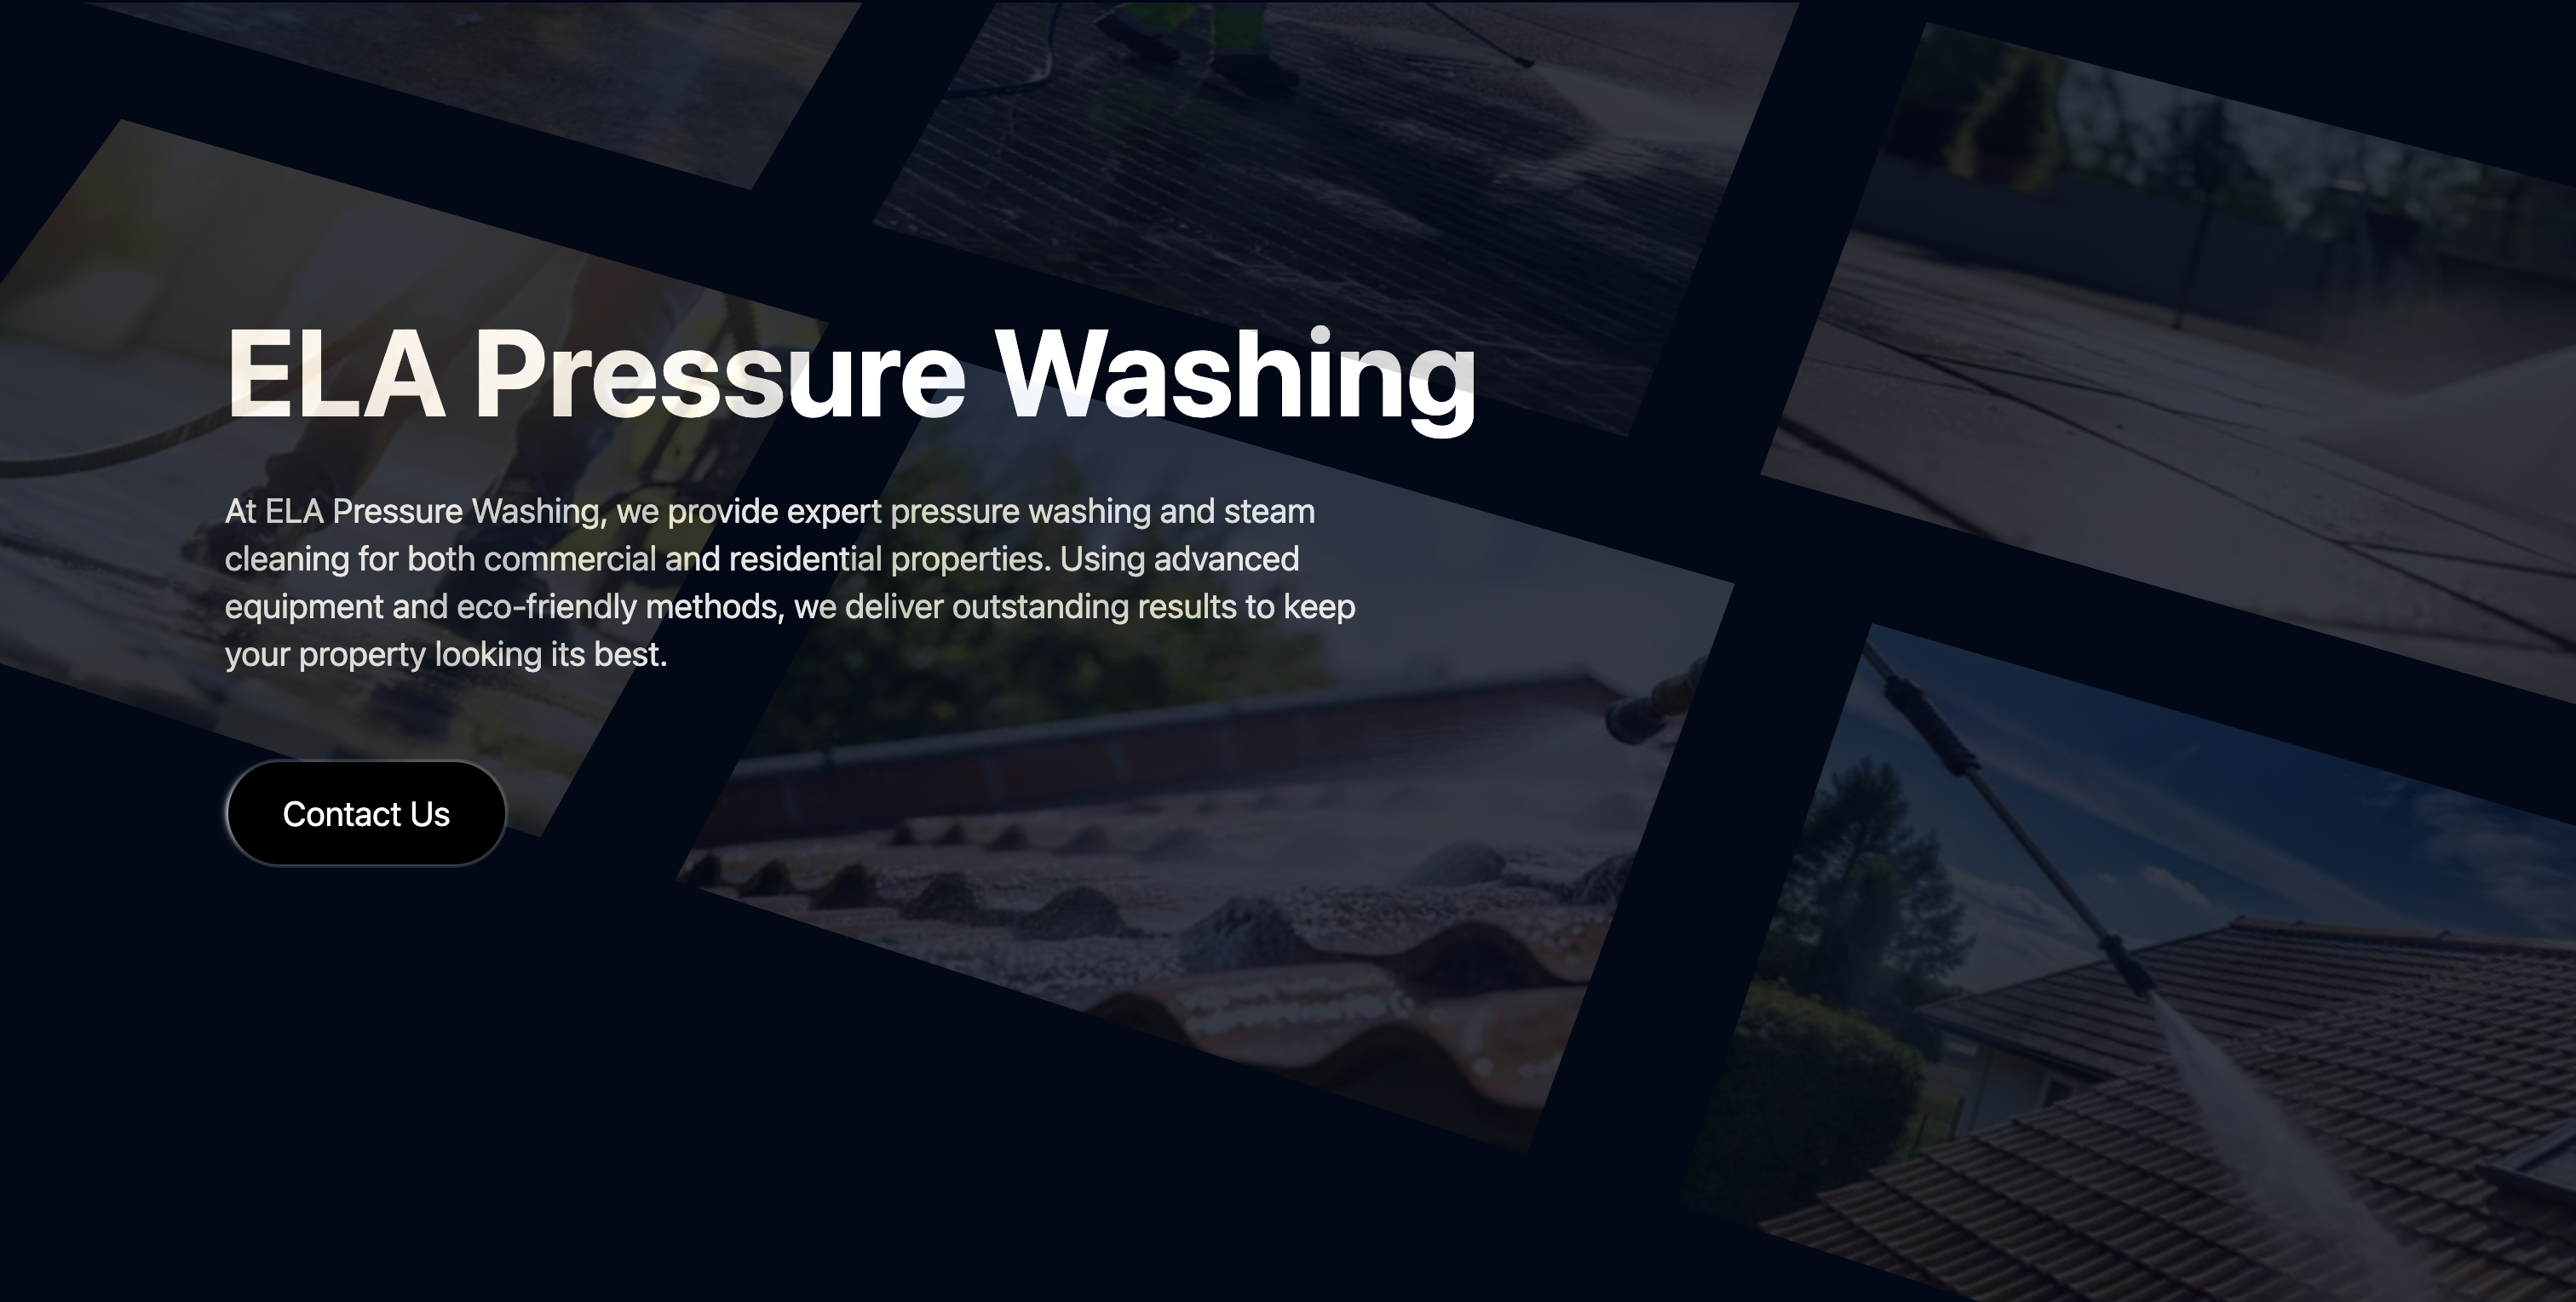 ELA Pressure Washing
At ELA Pressure Washing, we provide expert pressure washing and steam
cleaning for both commercial and residential properties. Using advanced
equipment and eco-friendly methods, we deliver outstanding results to keep
your property looking its best.
Contact Us